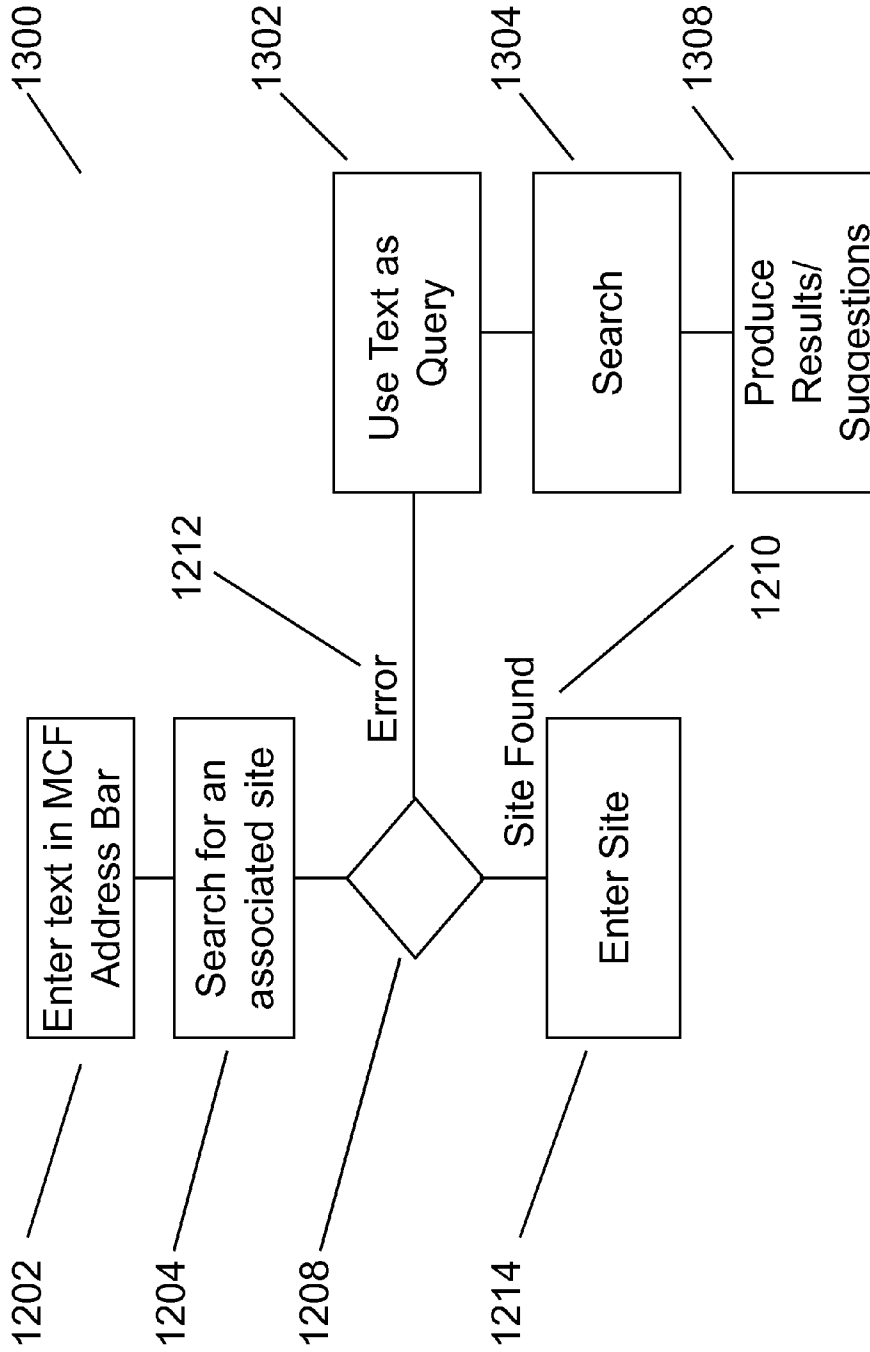 1300
1202
Enter text in MCF
Address Bar
1204
Search for an
associated site
1208
1212
Error
1302
Use Text as
Query
1304
Search
1210
Site Found
1214
Enter Site
1308
Produce
Results/
Suggestions